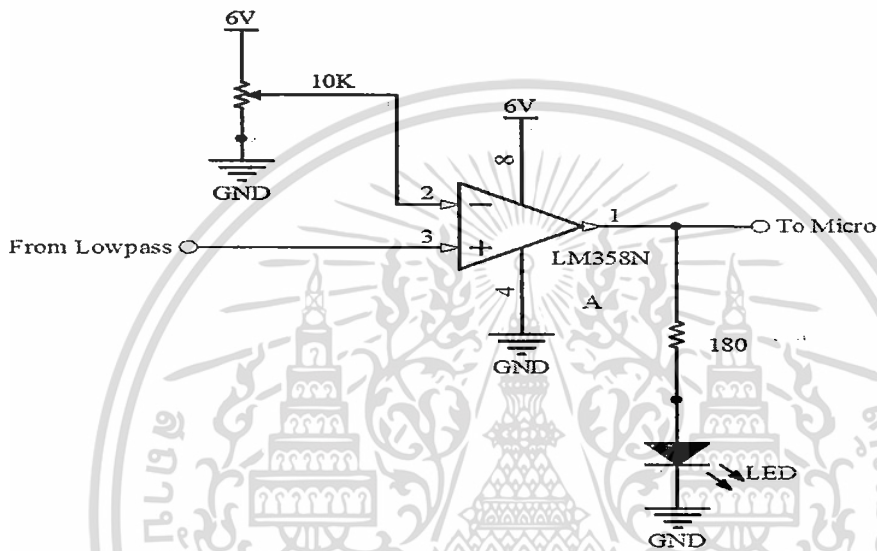 6V
10K
GND
6V
8
2
1
From Lowpass
3
To Micro
LM358N
4
A
GND
180
LED
GND